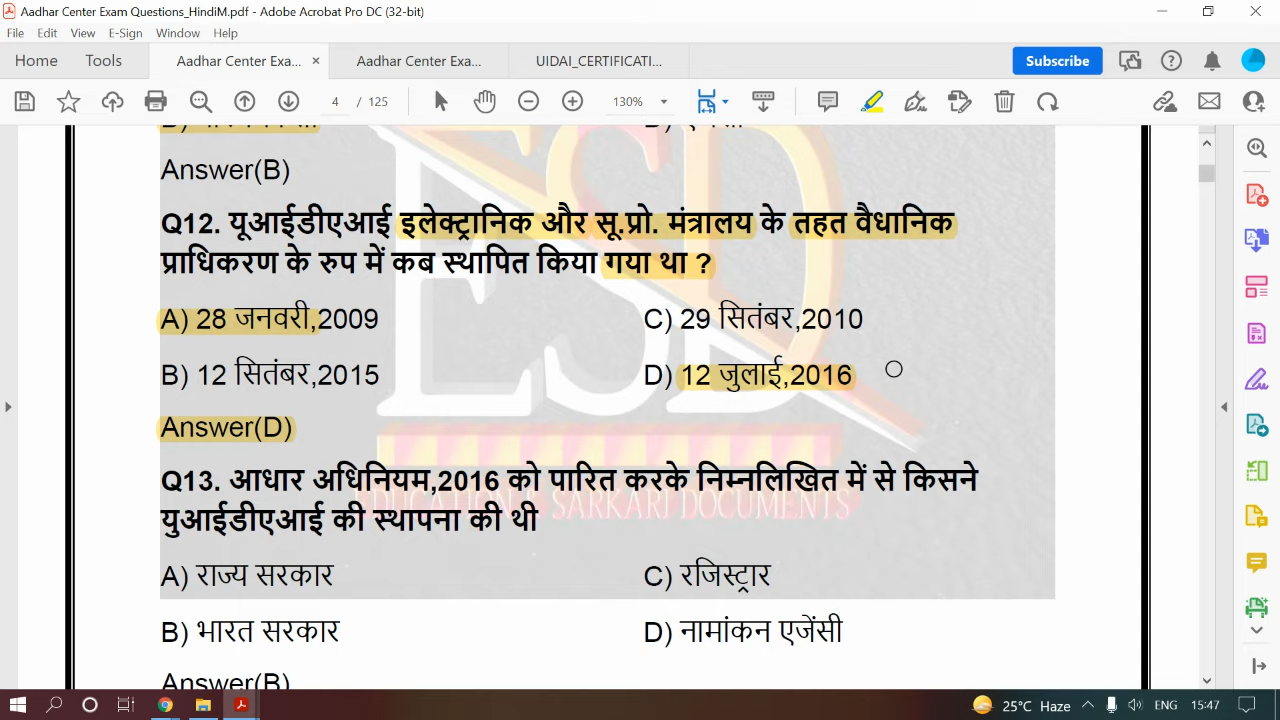 Aadhar Center Exam Questions_HindiM.pdf - Adobe Acrobat Pro DC (32-bit)
File Edit View E-Sign Window Help
Home Tools Aadhar Center Exa... × Aadhar Center Exa... UIDAI_CERTIFICATI... Subscribe
4 / 125 130%
Answer(B)
Q12. यूआईडीएआई इलेक्ट्रानिक और सू.प्रो. मंत्रालय के तहत वैधानिक
प्राधिकरण के रुप में कब स्थापित किया गया था ?
A) 28 जनवरी,2009 C) 29 सितंबर,2010
B) 12 सितंबर,2015 D) 12 जुलाई,2016
Answer(D)
Q13. आधार अधिनियम,2016 को पारित करके निम्नलिखित में से किसने
युआईडीएआई की स्थापना की थी
EDUCATION & SARKARI DOCUMENTS
A) राज्य सरकार C) रजिस्ट्रार
B) भारत सरकार D) नामांकन एजेंसी
Answer(B)
ESD
25°C Haze ENG 15:47